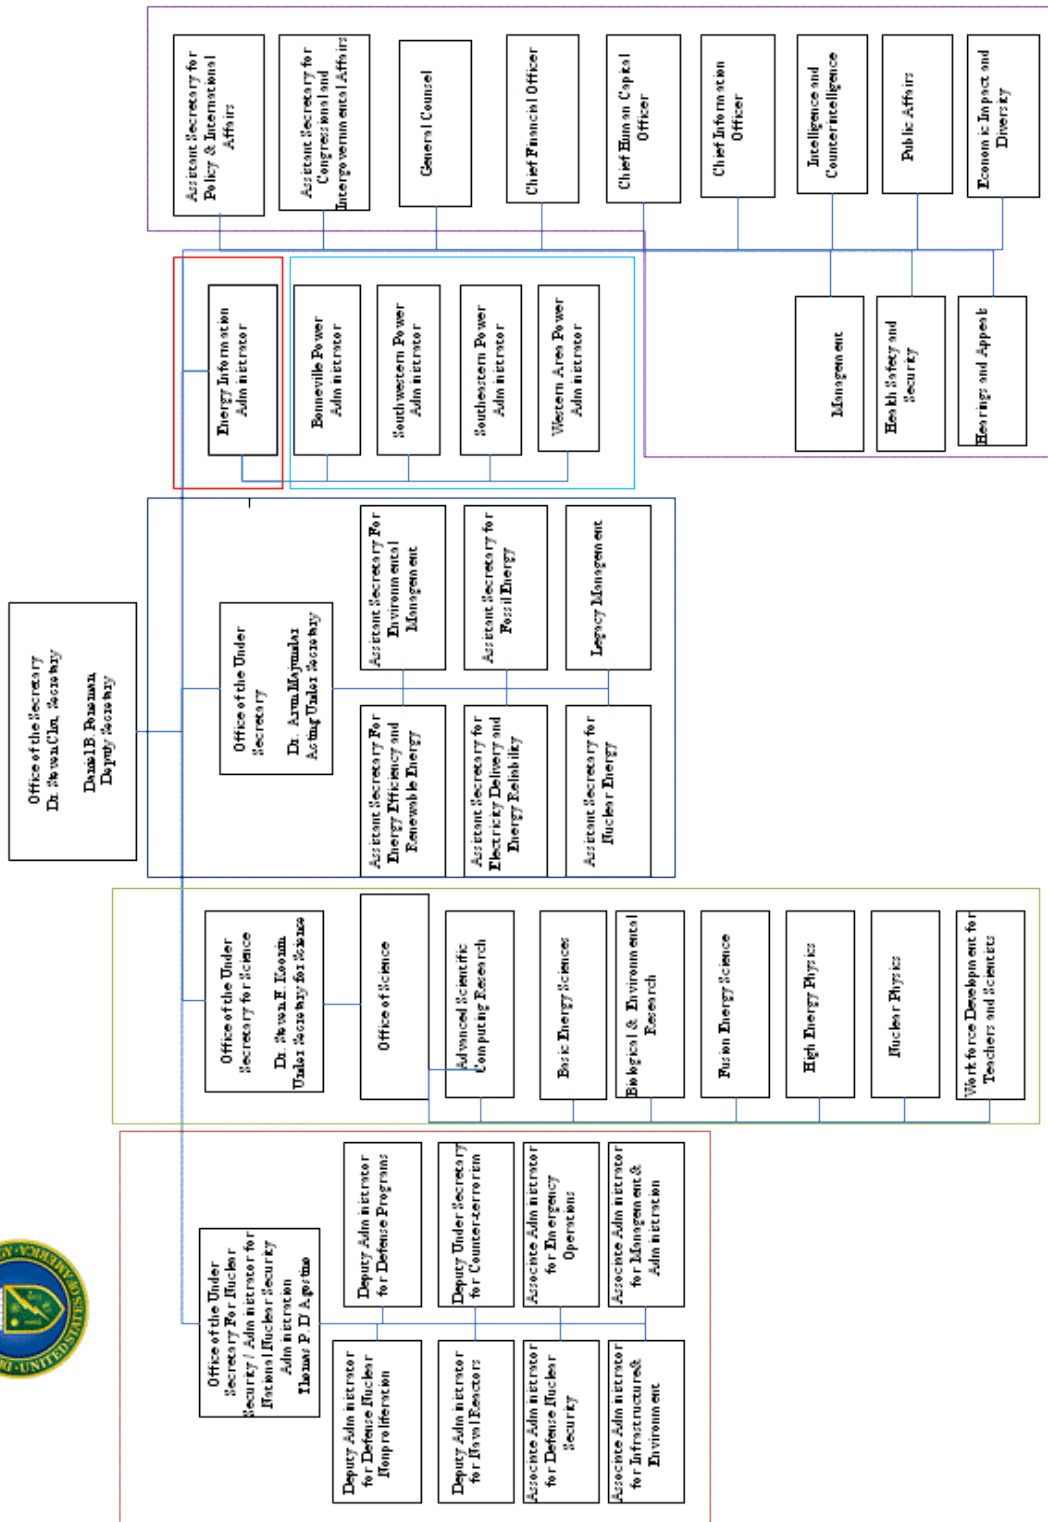 Office of the Secretary
Dr. Steven Chu, Secretary
Daniel B. Poneman
Deputy Secretary
Office of the Under
Secretary For Nuclear
Security / Administrator for
National Nuclear Security
Administration
Thomas P. D'Agostino
Deputy Administrator
for Defense Nuclear
Nonproliferation
Deputy Administrator
for Defense Programs
Deputy Administrator
for Naval Reactors
Deputy Under Secretary
for Counter-terrorism
Associate Administrator
for Defense Nuclear
Security
Associate Administrator
for Emergency
Operations
Associate Administrator
for Infrastructure &
Environment
Associate Administrator
for Management &
Administration
Office of the Under
Secretary for Science
Dr. Steven E. Koonin
Under Secretary for Science
Office of Science
Advanced Scientific
Computing Research
Basic Energy Sciences
Biological & Environmental
Research
Fusion Energy Science
High Energy Physics
Nuclear Physics
Work force Development for
Teachers and Scientists
Office of the Under
Secretary
Dr. Arun Majumdar
Acting Under Secretary
Assistant Secretary For
Energy Efficiency and
Renewable Energy
Assistant Secretary For
Environmental
Management
Assistant Secretary for
Electricity Delivery and
Energy Reliability
Assistant Secretary for
Fossil Energy
Assistant Secretary for
Nuclear Energy
Legacy Management
Energy Information
Administrator
Bonneville Power
Administrator
Southwestern Power
Administrator
Southeastern Power
Administrator
Western Area Power
Administrator
Assistant Secretary for
Policy & International
Affairs
Assistant Secretary for
Congressional and
Intergovernmental Affairs
General Counsel
Chief Financial Officer
Chief Human Capital
Officer
Chief Information
Officer
Intelligence and
Counterintelligence
Public Affairs
Economic Impact and
Diversity
Management
Health Safety and
Security
Hearings and Appeals
UNITED STATES OF AMERICA